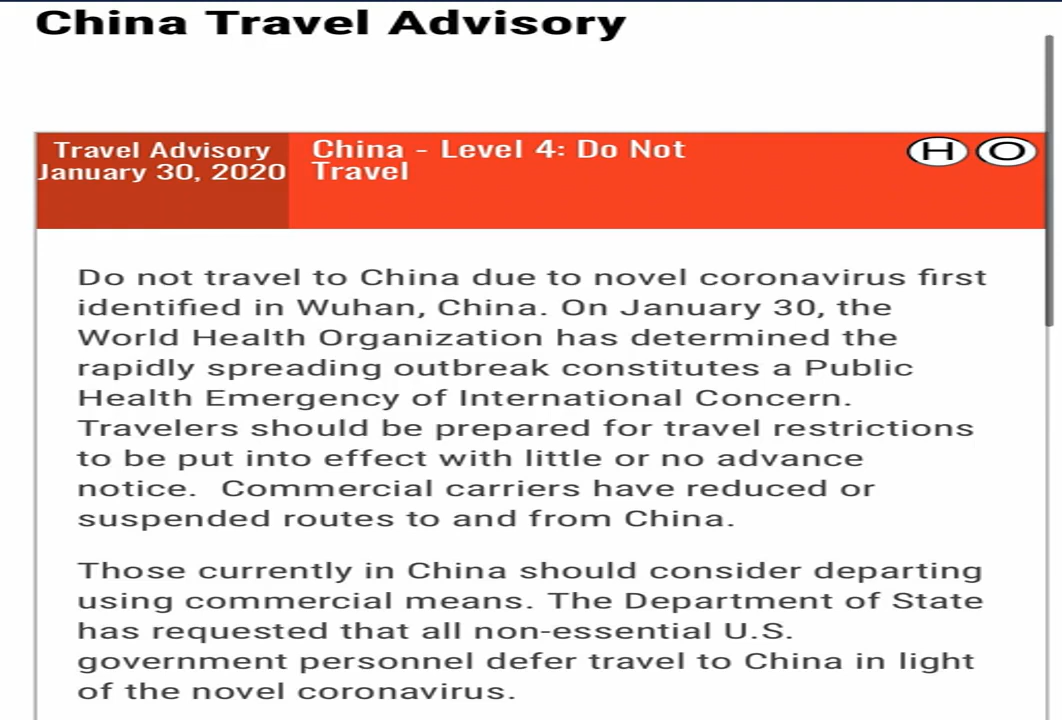 China Travel Advisory
Travel Advisory
January 30, 2020
China - Level 4: Do Not
Travel
H O
Do not travel to China due to novel coronavirus first
identified in Wuhan, China. On January 30, the
World Health Organization has determined the
rapidly spreading outbreak constitutes a Public
Health Emergency of International Concern.
Travelers should be prepared for travel restrictions
to be put into effect with little or no advance
notice.  Commercial carriers have reduced or
suspended routes to and from China.
Those currently in China should consider departing
using commercial means. The Department of State
has requested that all non-essential U.S.
government personnel defer travel to China in light
of the novel coronavirus.